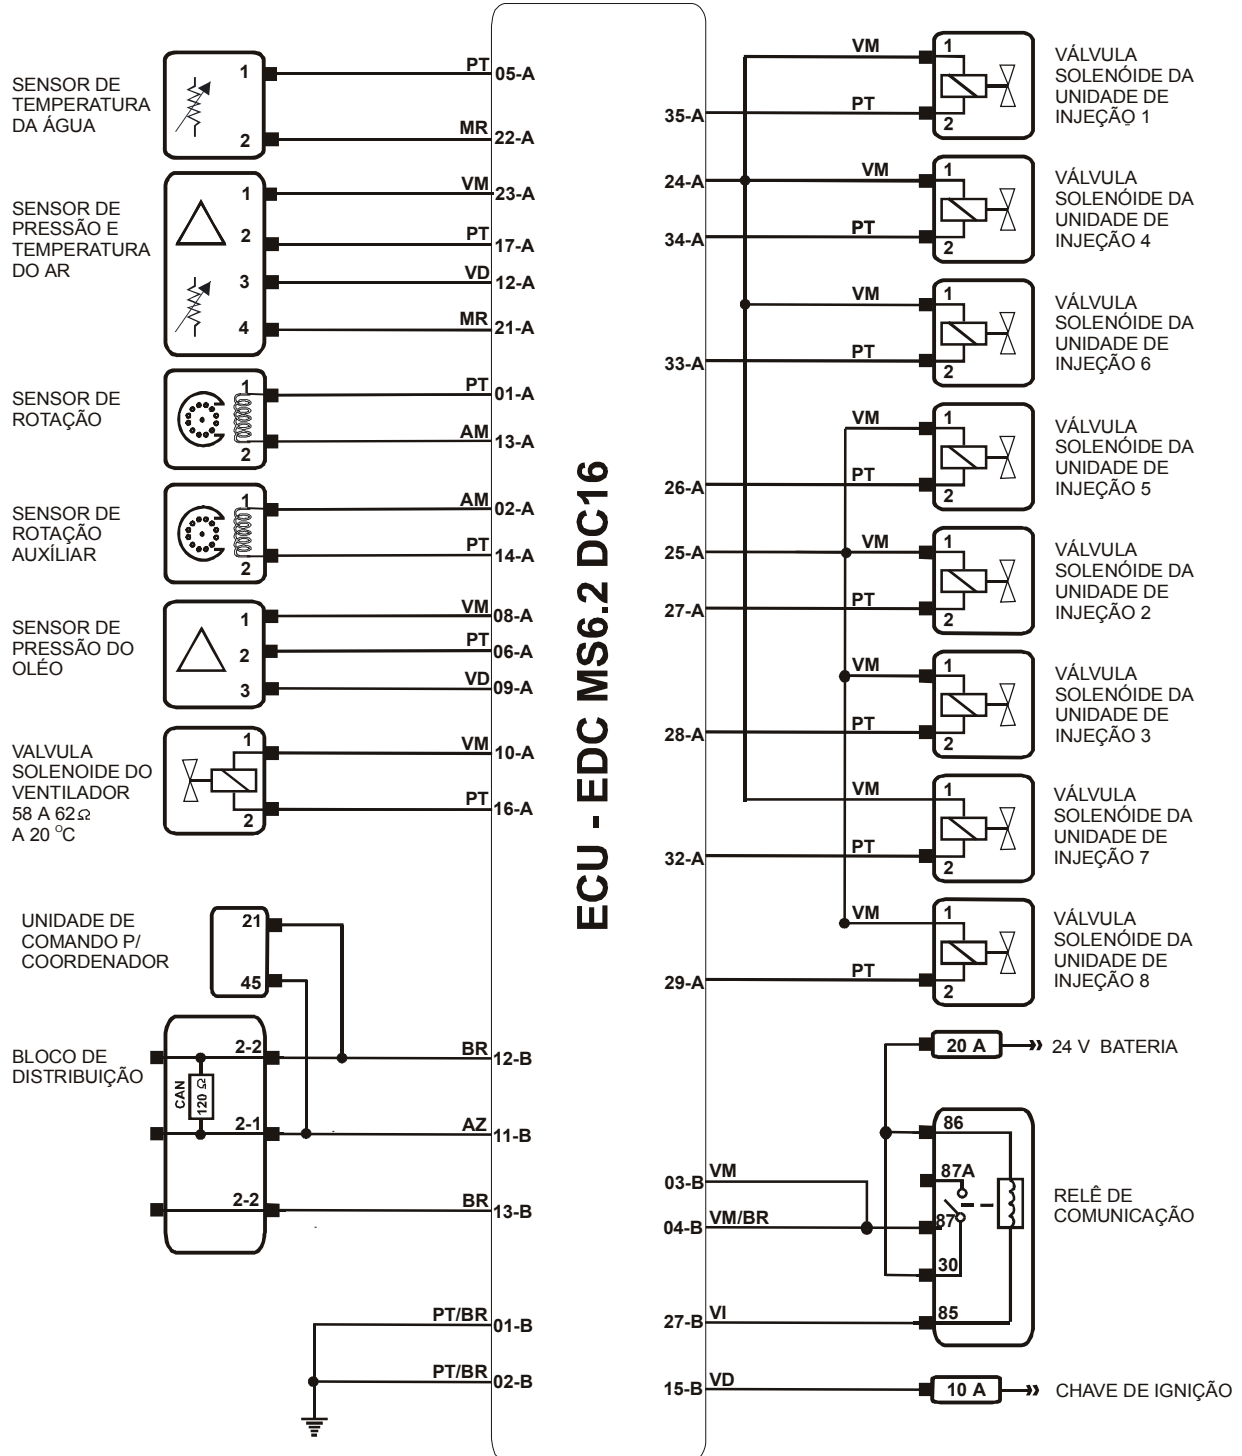 SENSOR DE
TEMPERATURA
DA ÁGUA
1
2
PT
05-A
MR
22-A
SENSOR DE
PRESSÃO E
TEMPERATURA
DO AR
1
2
3
4
VM
23-A
PT
17-A
VD
12-A
MR
21-A
SENSOR DE
ROTAÇÃO
1
2
PT
01-A
AM
13-A
SENSOR DE
ROTAÇÃO
AUXÍLIAR
1
2
AM
02-A
PT
14-A
SENSOR DE
PRESSÃO DO
OLÉO
1
2
3
VM
08-A
PT
06-A
VD
09-A
VALVULA
SOLENOIDE DO
VENTILADOR
58 A 62Ω
A 20 °C
1
2
VM
10-A
PT
16-A
UNIDADE DE
COMANDO P/
COORDENADOR
21
45
BLOCO DE
DISTRIBUIÇÃO
CAN
120 Ω
2-2
2-1
2-2
BR
12-B
AZ
11-B
BR
13-B
PT/BR
01-B
PT/BR
02-B
ECU - EDC MS6.2 DC16
VM
35-A
PT
1
2
VÁLVULA
SOLENÓIDE DA
UNIDADE DE
INJEÇÃO 1
24-A
VM
34-A
PT
1
2
VÁLVULA
SOLENÓIDE DA
UNIDADE DE
INJEÇÃO 4
VM
33-A
PT
1
2
VÁLVULA
SOLENÓIDE DA
UNIDADE DE
INJEÇÃO 6
VM
26-A
PT
1
2
VÁLVULA
SOLENÓIDE DA
UNIDADE DE
INJEÇÃO 5
25-A
VM
27-A
PT
1
2
VÁLVULA
SOLENÓIDE DA
UNIDADE DE
INJEÇÃO 2
VM
28-A
PT
1
2
VÁLVULA
SOLENÓIDE DA
UNIDADE DE
INJEÇÃO 3
VM
32-A
PT
1
2
VÁLVULA
SOLENÓIDE DA
UNIDADE DE
INJEÇÃO 7
VM
29-A
PT
1
2
VÁLVULA
SOLENÓIDE DA
UNIDADE DE
INJEÇÃO 8
20 A
24 V BATERIA
03-B
VM
04-B
VM/BR
27-B
VI
86
87A
87
30
85
RELÊ DE
COMUNICAÇÃO
15-B
VD
10 A
CHAVE DE IGNIÇÃO